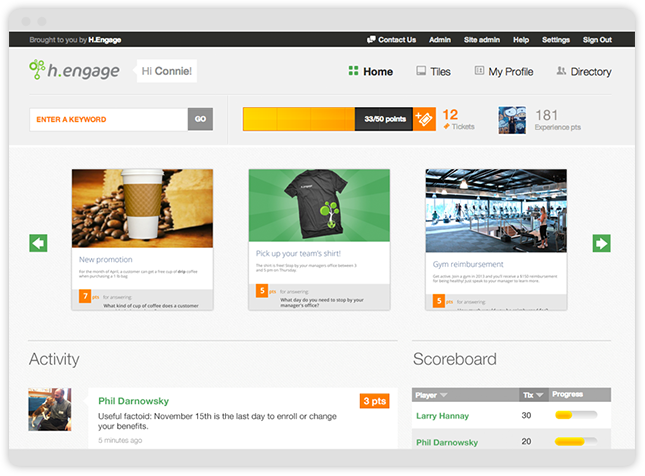 Brought to you by H.Engage
Contact Us Admin Site admin Help Settings Sign Out
h.engage Hi Connie!
Home Tiles My Profile Directory
ENTER A KEYWORD GO
33/50 points
12
Tickets
181
Experience pts
New promotion
For the month of April, a customer can get a free cup of drip coffee
when purchasing a 1 lb bag
7 pts for answering:
What kind of cup of coffee does a customer
Pick up your team's shirt!
The shirt is free! Stop by your manager's office between 3
and 5 pm on Thursday.
5 pts for answering:
What day do you need to stop by your
manager's office?
Gym reimbursement
Get active: join a gym in 2013 and you'll receive a $150 reimbursement
for being healthy! Just speak to your manager to learn more.
5 pts for answering:
Activity
Phil Darnowsky 3 pts
Useful factoid: November 15th is the last day to enroll or change
your benefits.
5 minutes ago
Scoreboard
Player Tix Progress
Larry Hannay 30
Phil Darnowsky 20